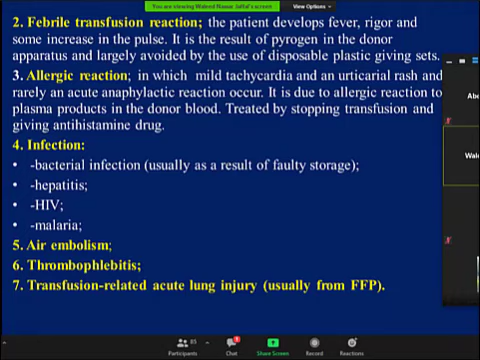 You are viewing Waleed Nassar Jaffal's screen
View Options
2. Febrile transfusion reaction; the patient develops fever, rigor and
some increase in the pulse. It is the result of pyrogen in the donor
apparatus and largely avoided by the use of disposable plastic giving sets.
3. Allergic reaction; in which mild tachycardia and an urticarial rash and
rarely an acute anaphylactic reaction occur. It is due to allergic reaction to
plasma products in the donor blood. Treated by stopping transfusion and
giving antihistamine drug.
4. Infection:
• -bacterial infection (usually as a result of faulty storage);
• -hepatitis;
• -HIV;
• -malaria;
5. Air embolism;
6. Thrombophlebitis;
7. Transfusion-related acute lung injury (usually from FFP).
Abo
Wale
Participants
Chat
Share Screen
Record
Reactions